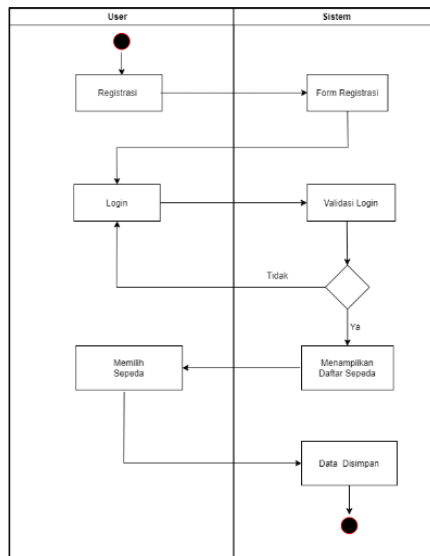 User
Sistem
Registrasi
Form Registrasi
Login
Validasi Login
Tidak
Ya
Memilih
Sepeda
Menampilkan
Daftar Sepeda
Data Disimpan